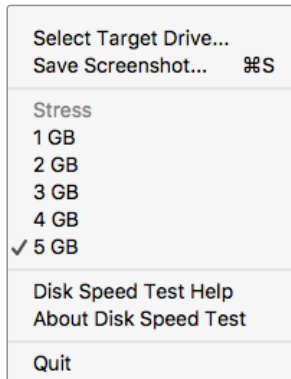 Select Target Drive...
Save Screenshot... ⌘S
Stress
1 GB
2 GB
3 GB
4 GB
✓ 5 GB
Disk Speed Test Help
About Disk Speed Test
Quit